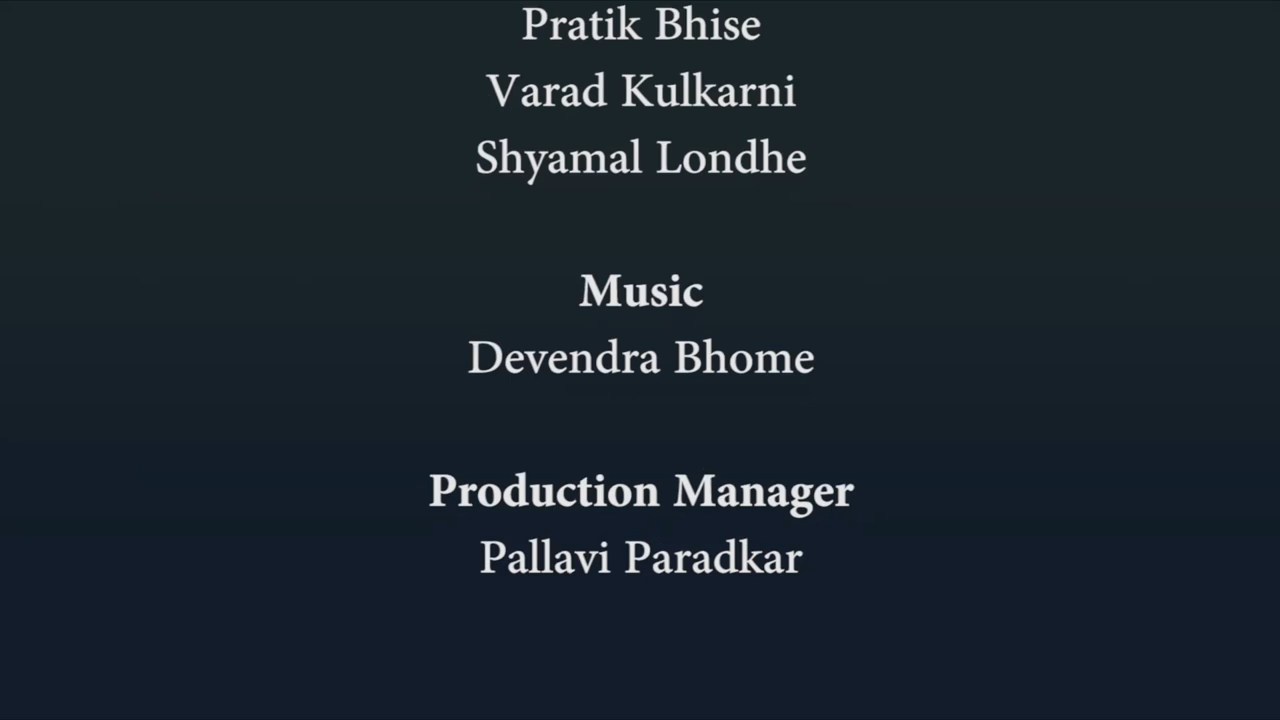 Pratik Bhise
Varad Kulkarni
Shyamal Londhe
Music
Devendra Bhome
Production Manager
Pallavi Paradkar